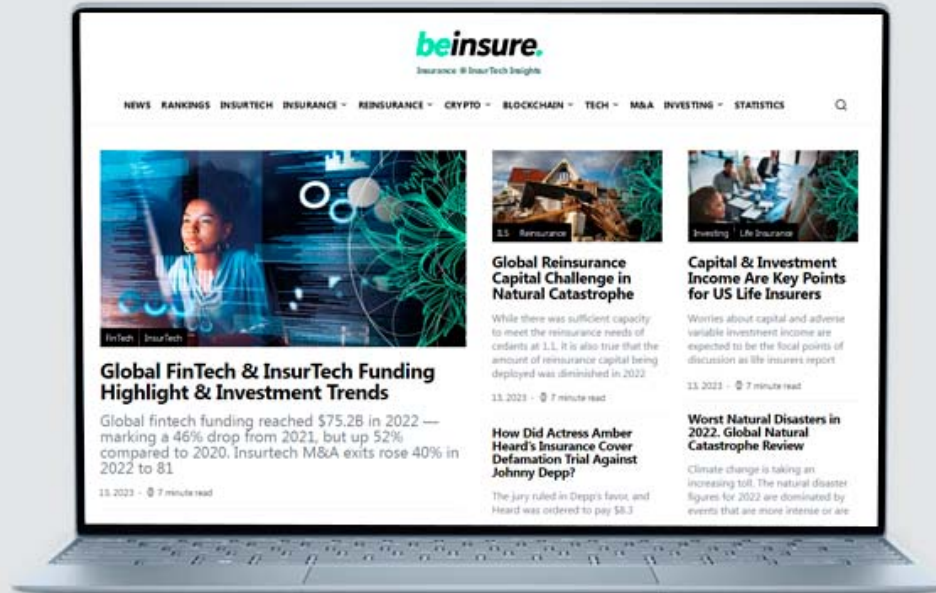 beinsure.
Insurance & InsurTech Insights
NEWS RANKINGS INSURTECH INSURANCE REINSURANCE CRYPTO BLOCKCHAIN TECH M&A INVESTING STATISTICS
FinTech InsurTech
Global FinTech & InsurTech Funding
Highlight & Investment Trends
Global fintech funding reached $75.2B in 2022 —
marking a 46% drop from 2021, but up 52%
compared to 2020. Insurtech M&A exits rose 40% in
2022 to 81
13, 2023 - 7 minute read
ILS Reinsurance
Global Reinsurance
Capital Challenge in
Natural Catastrophe
While there was sufficient capacity
to meet the reinsurance needs of
cedants at 1.1, it is also true that the
amount of reinsurance capital being
deployed was diminished in 2022
13, 2023 - 7 minute read
How Did Actress Amber
Heard's Insurance Cover
Defamation Trial Against
Johnny Depp?
The jury ruled in Depp's favor, and
Heard was ordered to pay $8.3
Investing Life Insurance
Capital & Investment
Income Are Key Points
for US Life Insurers
Worries about capital and adverse
variable investment income are
expected to be the focal points of
discussion as life insurers report
13, 2023 - 7 minute read
Worst Natural Disasters in
2022. Global Natural
Catastrophe Review
Climate change is taking an
increasing toll. The natural disaster
figures for 2022 are dominated by
events that are more intense or are